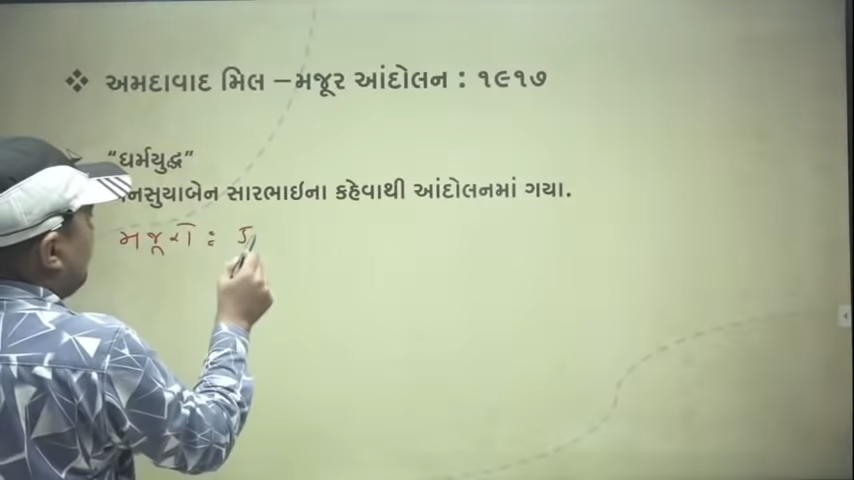 ❖ અમદાવાદ મિલ – મજૂર આંદોલન : ૧૯૧૭
“ધર્મયુદ્ધ”
નસુયાબેન સારભાઇના કહેવાથી આંદોલનમાં ગયા.
મજૂરો :